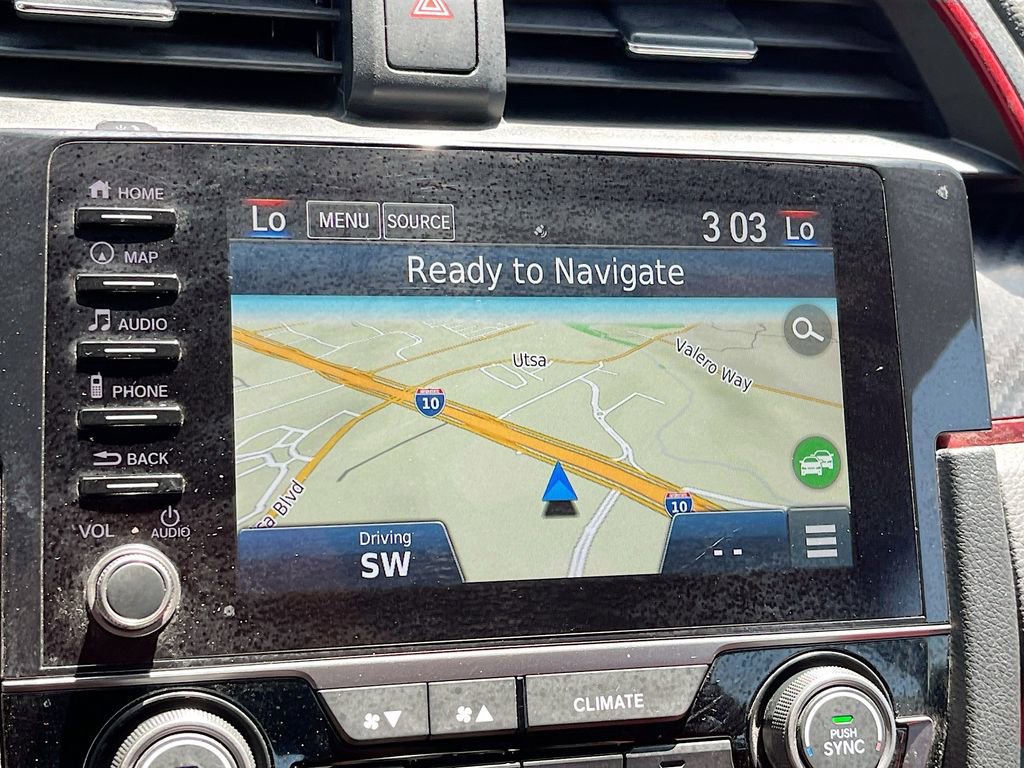 HOME
MAP
AUDIO
PHONE
BACK
VOL
AUDIO
Lo MENU SOURCE 3 03 Lo
Ready to Navigate
Utsa
Valero Way
10
10
sa Blvd
Driving
SW
--
CLIMATE
PUSH
SYNC